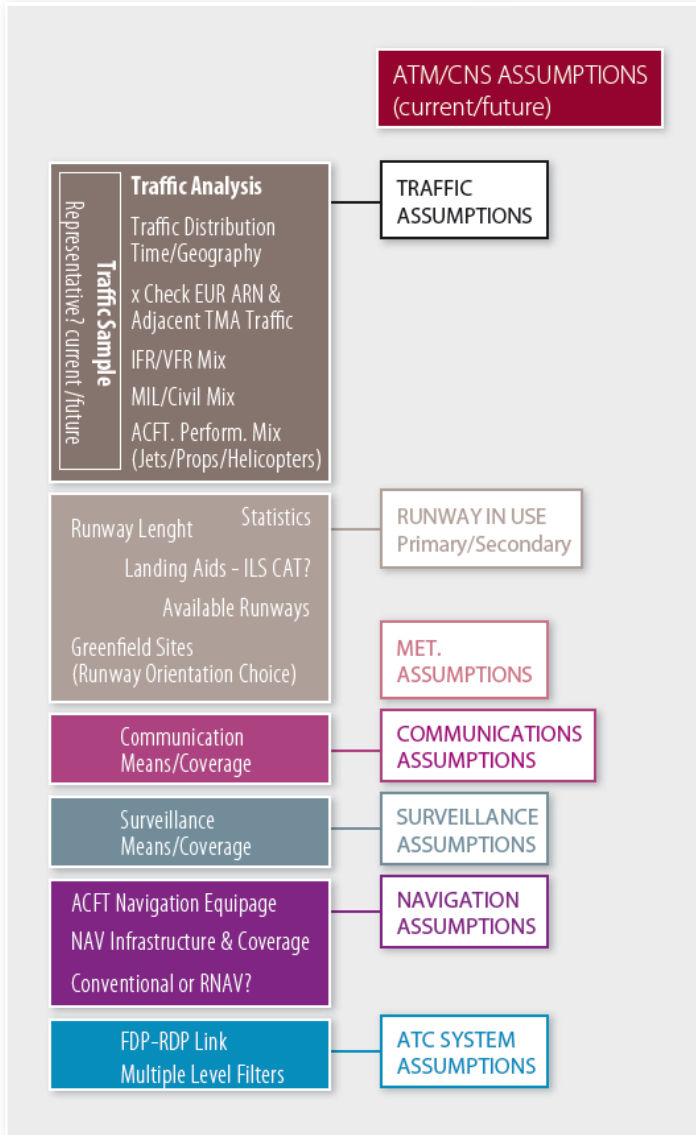 ATM/CNS ASSUMPTIONS
(current/future)
Traffic Sample
Representative? current /future
Traffic Analysis
Traffic Distribution
Time/Geography
x Check EUR ARN &
Adjacent TMA Traffic
IFR/VFR Mix
MIL/Civil Mix
ACFT. Perform. Mix
(Jets/Props/Helicopters)
TRAFFIC
ASSUMPTIONS
Statistics
Runway Lenght
Landing Aids - ILS CAT?
Available Runways
Greenfield Sites
(Runway Orientation Choice)
RUNWAY IN USE
Primary/Secondary
MET.
ASSUMPTIONS
Communication
Means/Coverage
COMMUNICATIONS
ASSUMPTIONS
Surveillance
Means/Coverage
SURVEILLANCE
ASSUMPTIONS
ACFT Navigation Equipage
NAV Infrastructure & Coverage
Conventional or RNAV?
NAVIGATION
ASSUMPTIONS
FDP-RDP Link
Multiple Level Filters
ATC SYSTEM
ASSUMPTIONS